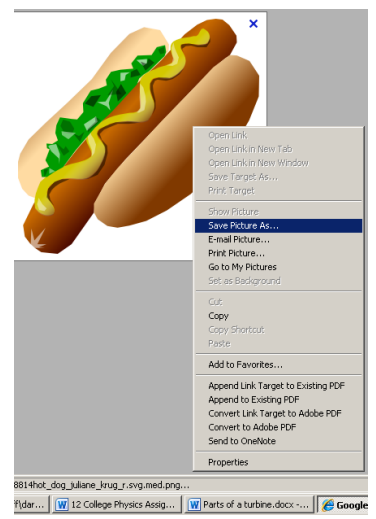 Open Link
Open Link in New Tab
Open Link in New Window
Save Target As...
Print Target
Show Picture
Save Picture As...
E-mail Picture...
Print Picture...
Go to My Pictures
Set as Background
Cut
Copy
Copy Shortcut
Paste
Add to Favorites...
Append Link Target to Existing PDF
Append to Existing PDF
Convert Link Target to Adobe PDF
Convert to Adobe PDF
Send to OneNote
Properties
8814hot_dog_juliane_krug_r.svg.med.png...
f\dar... 12 College Physics Assig... Parts of a turbine.docx -... Google